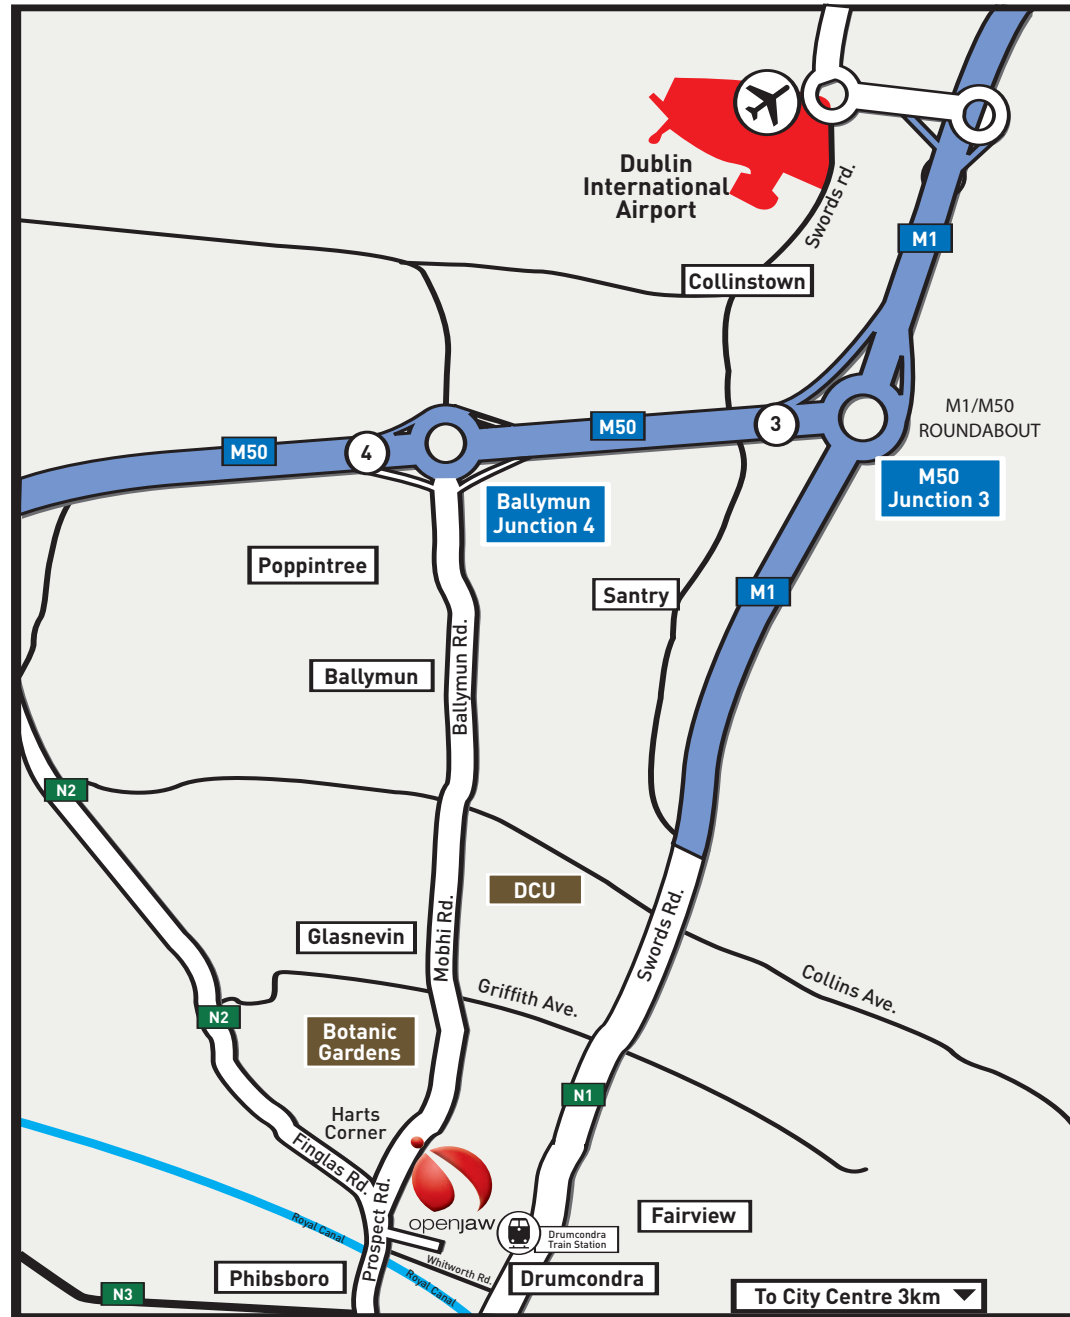 Dublin
International
Airport
Swords rd.
M1
Collinstown
M1/M50
ROUNDABOUT
3
M50
M50
4
M50
Junction 3
Ballymun
Junction 4
Poppintree
Santry
M1
Ballymun Rd.
Ballymun
N2
DCU
Swords Rd.
Mobhi Rd.
Glasnevin
Collins Ave.
Griffith Ave.
N2
Botanic
Gardens
N1
Harts
Corner
Finglas Rd.
Prospect Rd.
openjaw
Fairview
Royal Canal
Drumcondra
Train Station
Whitworth Rd.
Royal Canal
Phibsboro
Drumcondra
N3
To City Centre 3km